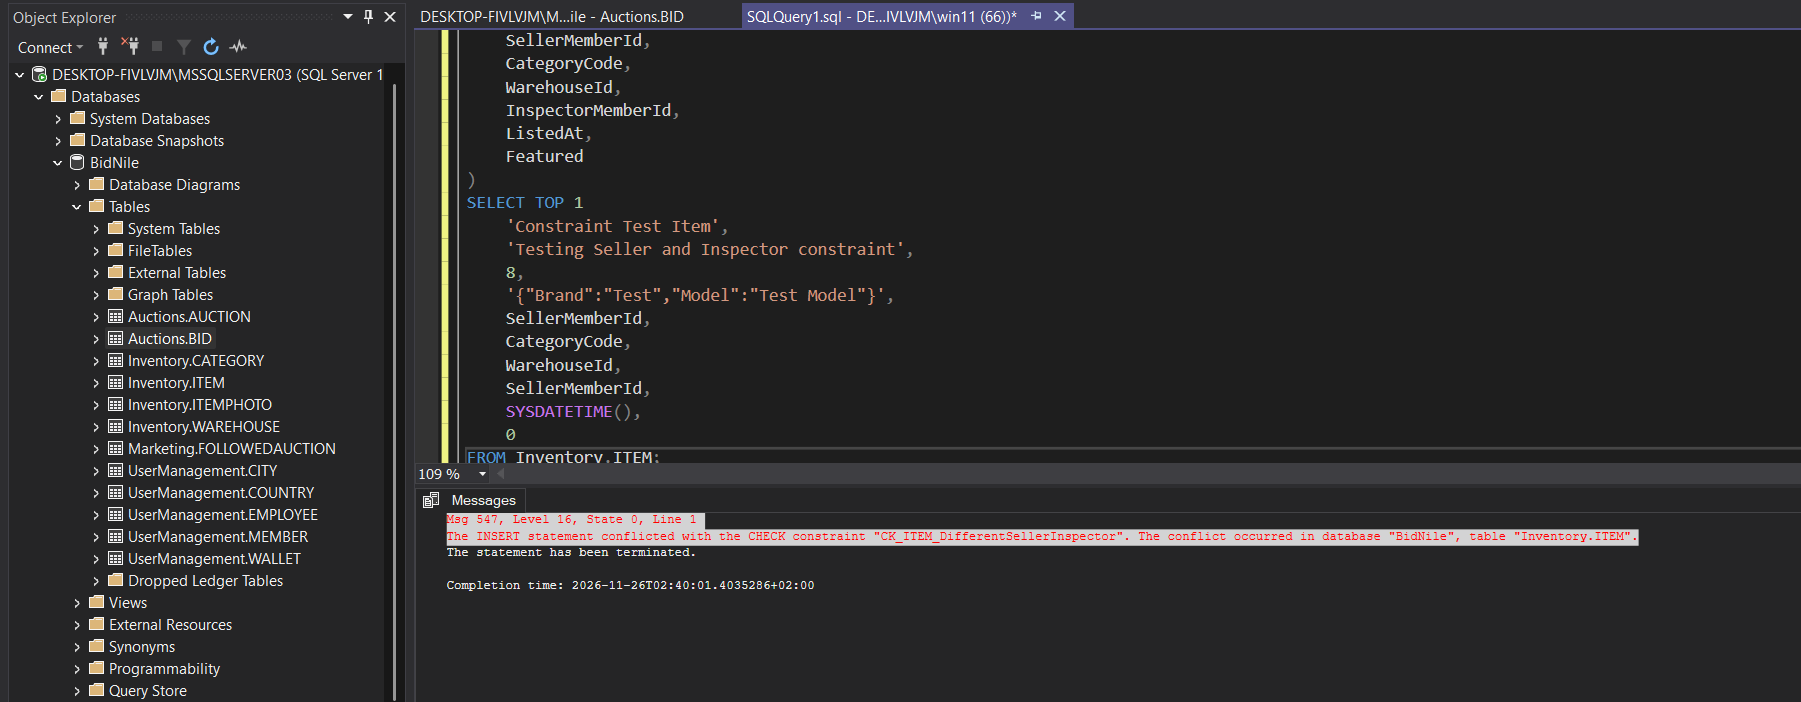 Object Explorer
Connect
DESKTOP-FIVLVJM\MSSQLSERVER03 (SQL Server 1
Databases
System Databases
Database Snapshots
BidNile
Database Diagrams
Tables
System Tables
FileTables
External Tables
Graph Tables
Auctions.AUCTION
Auctions.BID
Inventory.CATEGORY
Inventory.ITEM
Inventory.ITEMPHOTO
Inventory.WAREHOUSE
Marketing.FOLLOWEDAUCTION
UserManagement.CITY
UserManagement.COUNTRY
UserManagement.EMPLOYEE
UserManagement.MEMBER
UserManagement.WALLET
Dropped Ledger Tables
Views
External Resources
Synonyms
Programmability
Query Store
DESKTOP-FIVLVJM\M...ile - Auctions.BID
SQLQuery1.sql - DE...IVLVJM\win11 (66))*
SellerMemberId,
CategoryCode,
WarehouseId,
InspectorMemberId,
ListedAt,
Featured
)
SELECT TOP 1
'Constraint Test Item',
'Testing Seller and Inspector constraint',
8,
'{"Brand":"Test","Model":"Test Model"}',
SellerMemberId,
CategoryCode,
WarehouseId,
SellerMemberId,
SYSDATETIME(),
0
FROM Inventory.ITEM;
109 %
Messages
Msg 547, Level 16, State 0, Line 1
The INSERT statement conflicted with the CHECK constraint "CK_ITEM_DifferentSellerInspector". The conflict occurred in database "BidNile", table "Inventory.ITEM".
The statement has been terminated.
Completion time: 2026-11-26T02:40:01.4035286+02:00